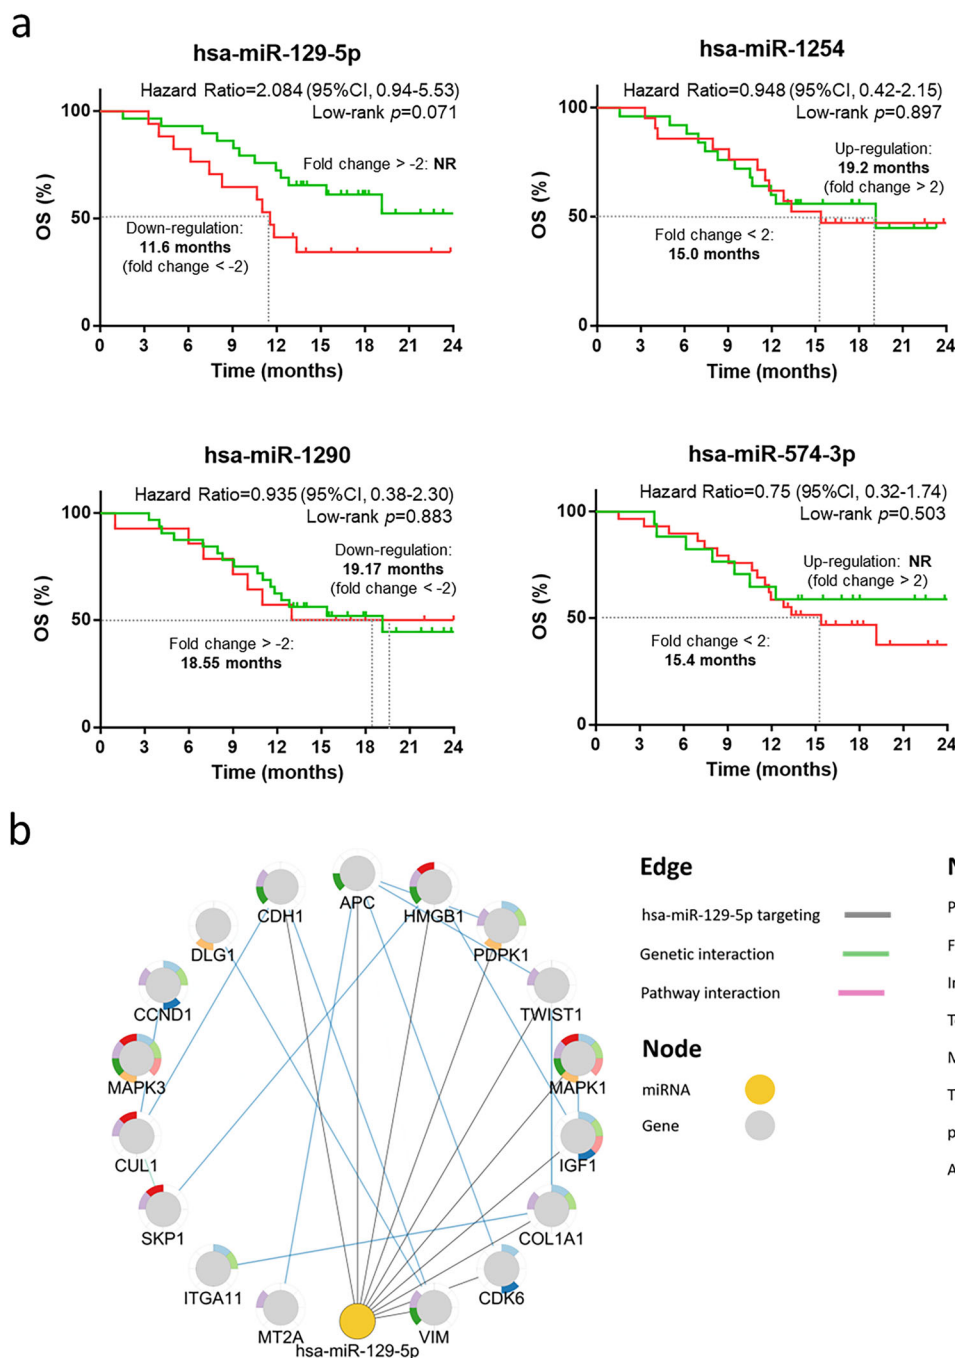 a
hsa-miR-129-5p
Hazard Ratio=2.084 (95%CI, 0.94-5.53)
Low-rank p=0.071
Fold change > -2: NR
Down-regulation:
11.6 months
(fold change < -2)
OS (%)
100
50
0
0 3 6 9 12 15 18 21 24
Time (months)
hsa-miR-1254
Hazard Ratio=0.948 (95%CI, 0.42-2.15)
Low-rank p=0.897
Up-regulation:
19.2 months
(fold change > 2)
Fold change < 2:
15.0 months
OS (%)
100
50
0
0 3 6 9 12 15 18 21 24
Time (months)
hsa-miR-1290
Hazard Ratio=0.935 (95%CI, 0.38-2.30)
Low-rank p=0.883
Down-regulation:
19.17 months
(fold change < -2)
Fold change > -2:
18.55 months
OS (%)
100
50
0
0 3 6 9 12 15 18 21 24
Time (months)
hsa-miR-574-3p
Hazard Ratio=0.75 (95%CI, 0.32-1.74)
Low-rank p=0.503
Up-regulation: NR
(fold change > 2)
Fold change < 2:
15.4 months
OS (%)
100
50
0
0 3 6 9 12 15 18 21 24
Time (months)
b
APC
CDH1
HMGB1
DLG1
PDPK1
CCND1
TWIST1
MAPK3
MAPK1
CUL1
IGF1
SKP1
COL1A1
ITGA11
CDK6
MT2A
VIM
hsa-miR-129-5p
Edge
hsa-miR-129-5p targeting
Genetic interaction
Pathway interaction
Node
miRNA
Gene